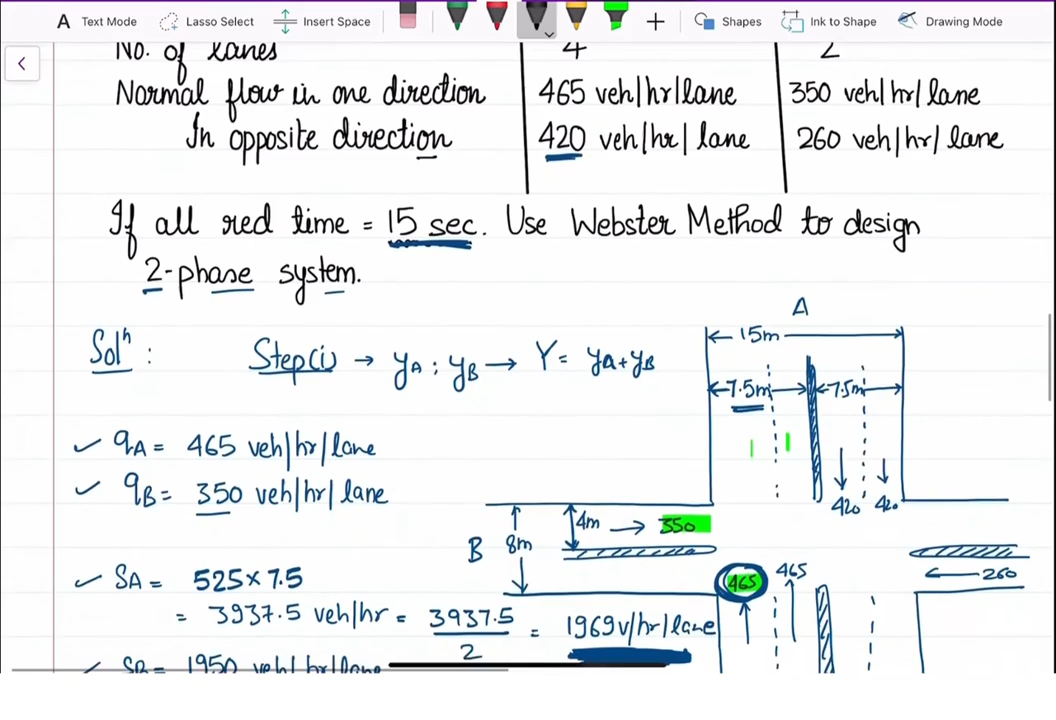 Text Mode Lasso Select Insert Space Shapes Ink to Shape Drawing Mode
No. of lanes 4 2
Normal flow in one direction 465 veh/hr/lane 350 veh/hr/lane
In opposite direction 420 veh/hr/lane 260 veh/hr/lane
If all red time = 15 sec. Use Webster Method to design
2-phase system.
A
Solⁿ : Step(i) → yA ; yB → Y = yA+yB
15m
7.5m 7.5m
qA = 465 veh/hr/lane
qB = 350 veh/hr/lane
420 420
4m → 350
B 8m
465 465
← 260
SA = 525 × 7.5
= 3937.5 veh/hr = 3937.5/2 = 1969 v/hr/lane
SB = 1950 veh/hr/lane